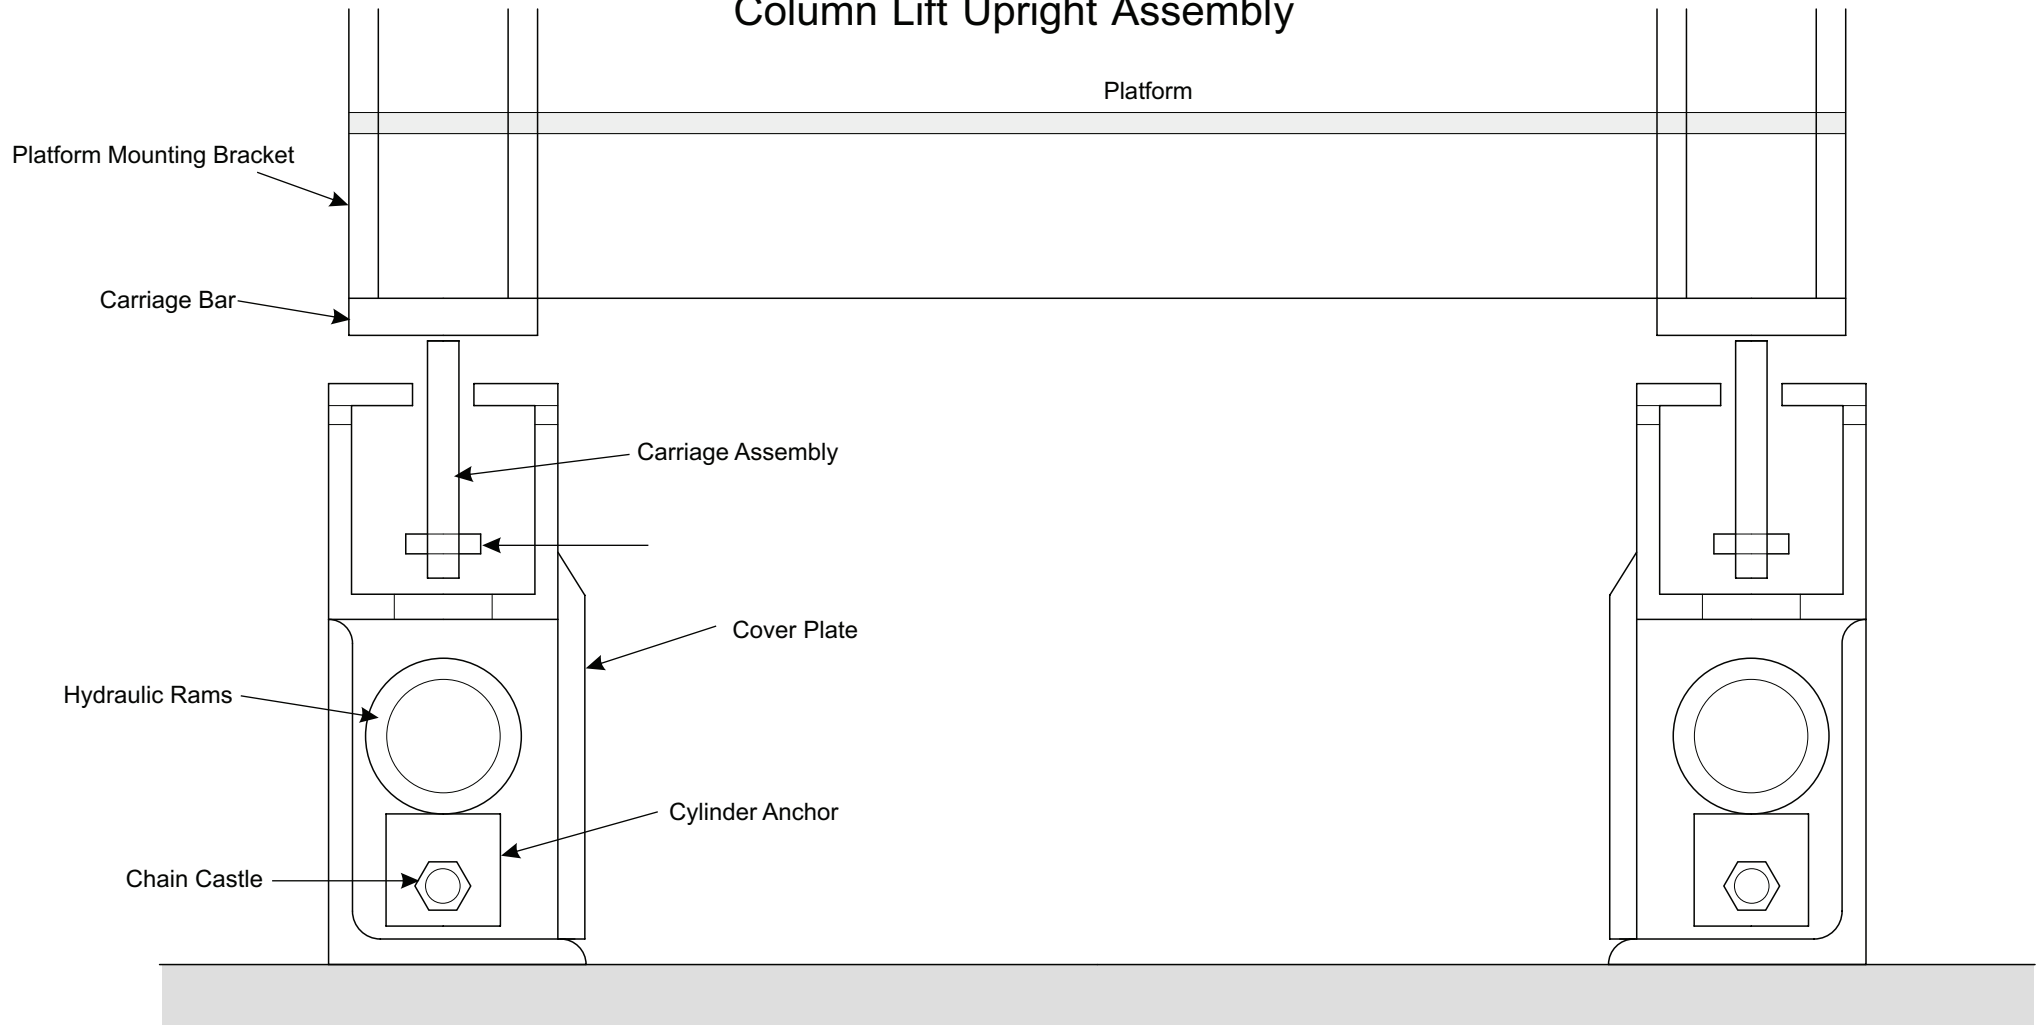 Column Lift Upright Assembly
Platform
Platform Mounting Bracket
Carriage Bar
Carriage Assembly
Cover Plate
Hydraulic Rams
Cylinder Anchor
Chain Castle